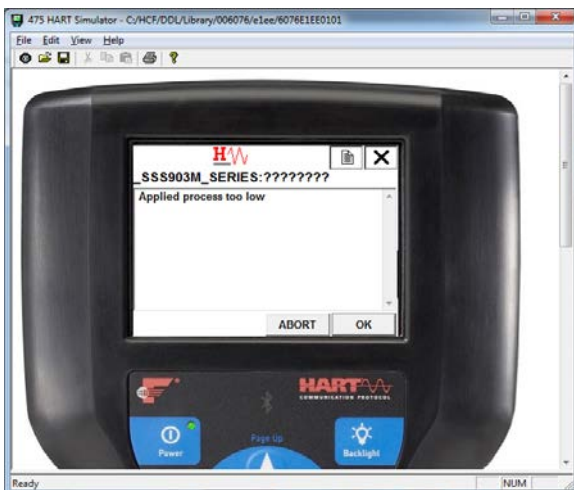 475 HART Simulator - C:/HCF/DDL/Library/006076/e1ee/6076E1EE0101
File Edit View Help
H
_SSS903M_SERIES:????????
Applied process too low
ABORT OK
HART
COMMUNICATION PROTOCOL
Power
Page Up
Backlight
Ready NUM